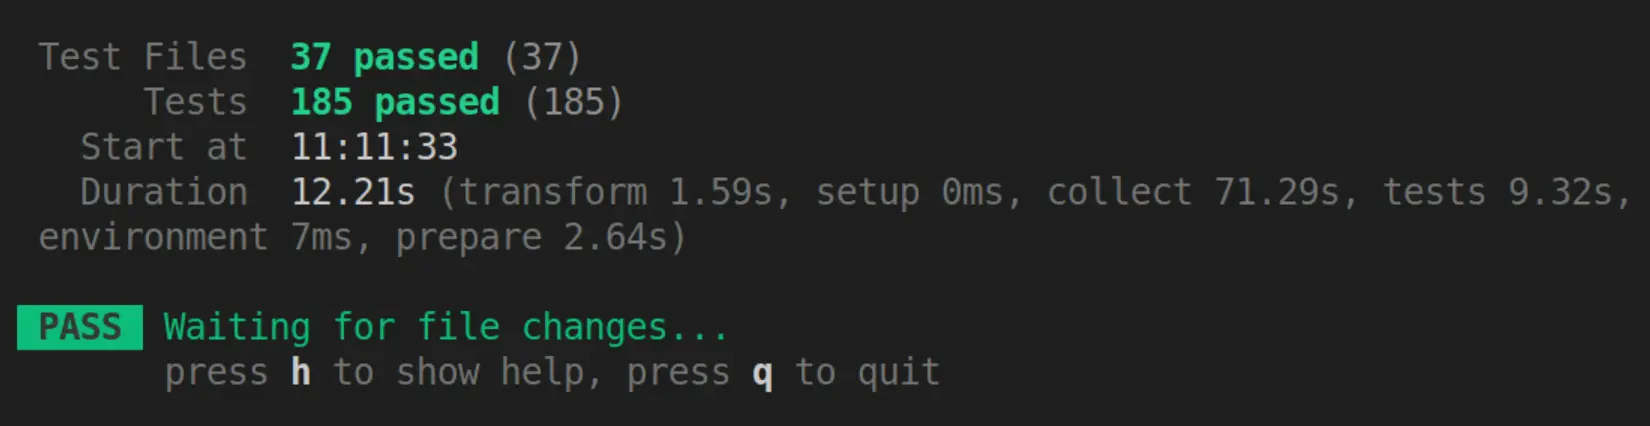 Test Files 37 passed (37)
Tests 185 passed (185)
Start at 11:11:33
Duration 12.21s (transform 1.59s, setup 0ms, collect 71.29s, tests 9.32s,
environment 7ms, prepare 2.64s)
PASS Waiting for file changes...
press h to show help, press q to quit